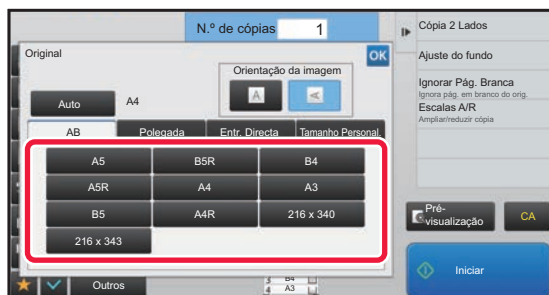 N.º de cópias 1
Original
OK
Orientação da imagem
A A
Auto A4
AB Polegada Entr. Directa Tamanho Personal.
A5 B5R B4
A5R A4 A3
B5 A4R 216 x 340
216 x 343
Outros
3 B4
4 A3
Cópia 2 Lados
Ajuste do fundo
Ignorar Pág. Branca
Ignora pág. em branco do orig.
Escalas A/R
Ampliar/reduzir cópia
Pré-
visualização
CA
Iniciar